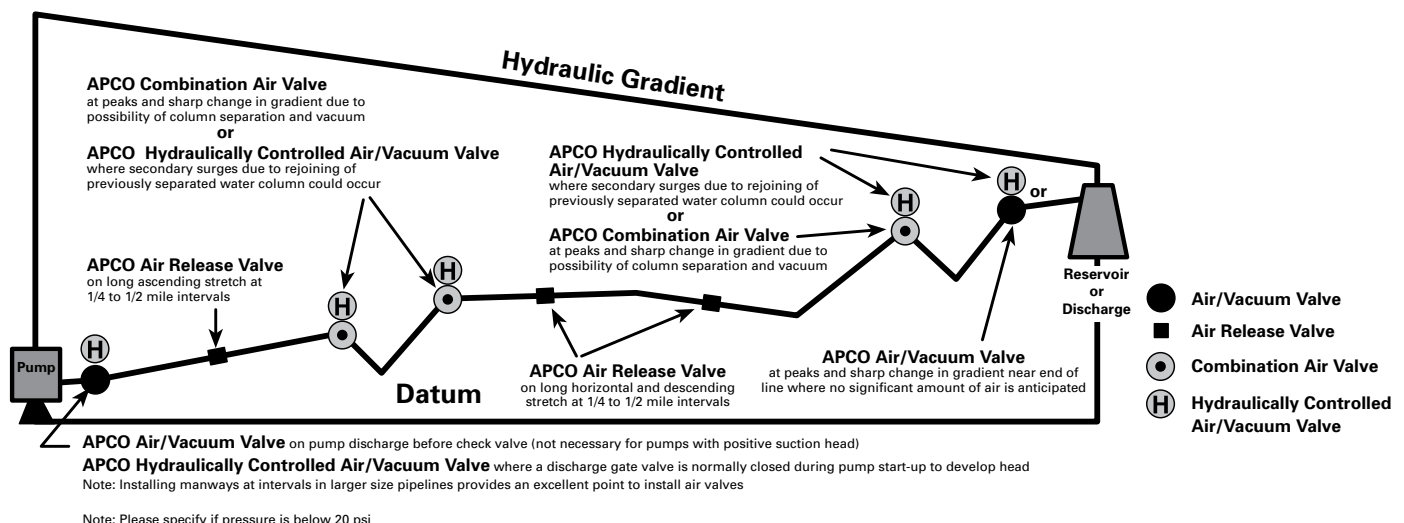 Hydraulic Gradient
APCO Combination Air Valve
at peaks and sharp change in gradient due to
possibility of column separation and vacuum
or
APCO Hydraulically Controlled Air/Vacuum Valve
where secondary surges due to rejoining of
previously separated water column could occur
APCO Hydraulically Controlled
Air/Vacuum Valve
where secondary surges due to rejoining of
previously separated water column could occur
or
APCO Combination Air Valve
at peaks and sharp change in gradient due to
possibility of column separation and vacuum
H
or
H
APCO Air Release Valve
on long ascending stretch at
1/4 to 1/2 mile intervals
H
H
Reservoir
or
Discharge
Pump
H
Datum
APCO Air Release Valve
on long horizontal and descending
stretch at 1/4 to 1/2 mile intervals
APCO Air/Vacuum Valve
at peaks and sharp change in gradient near end of
line where no significant amount of air is anticipated
Air/Vacuum Valve
Air Release Valve
Combination Air Valve
H Hydraulically Controlled
Air/Vacuum Valve
APCO Air/Vacuum Valve on pump discharge before check valve (not necessary for pumps with positive suction head)
APCO Hydraulically Controlled Air/Vacuum Valve where a discharge gate valve is normally closed during pump start-up to develop head
Note: Installing manways at intervals in larger size pipelines provides an excellent point to install air valves
Note: Please specify if pressure is below 20 psi